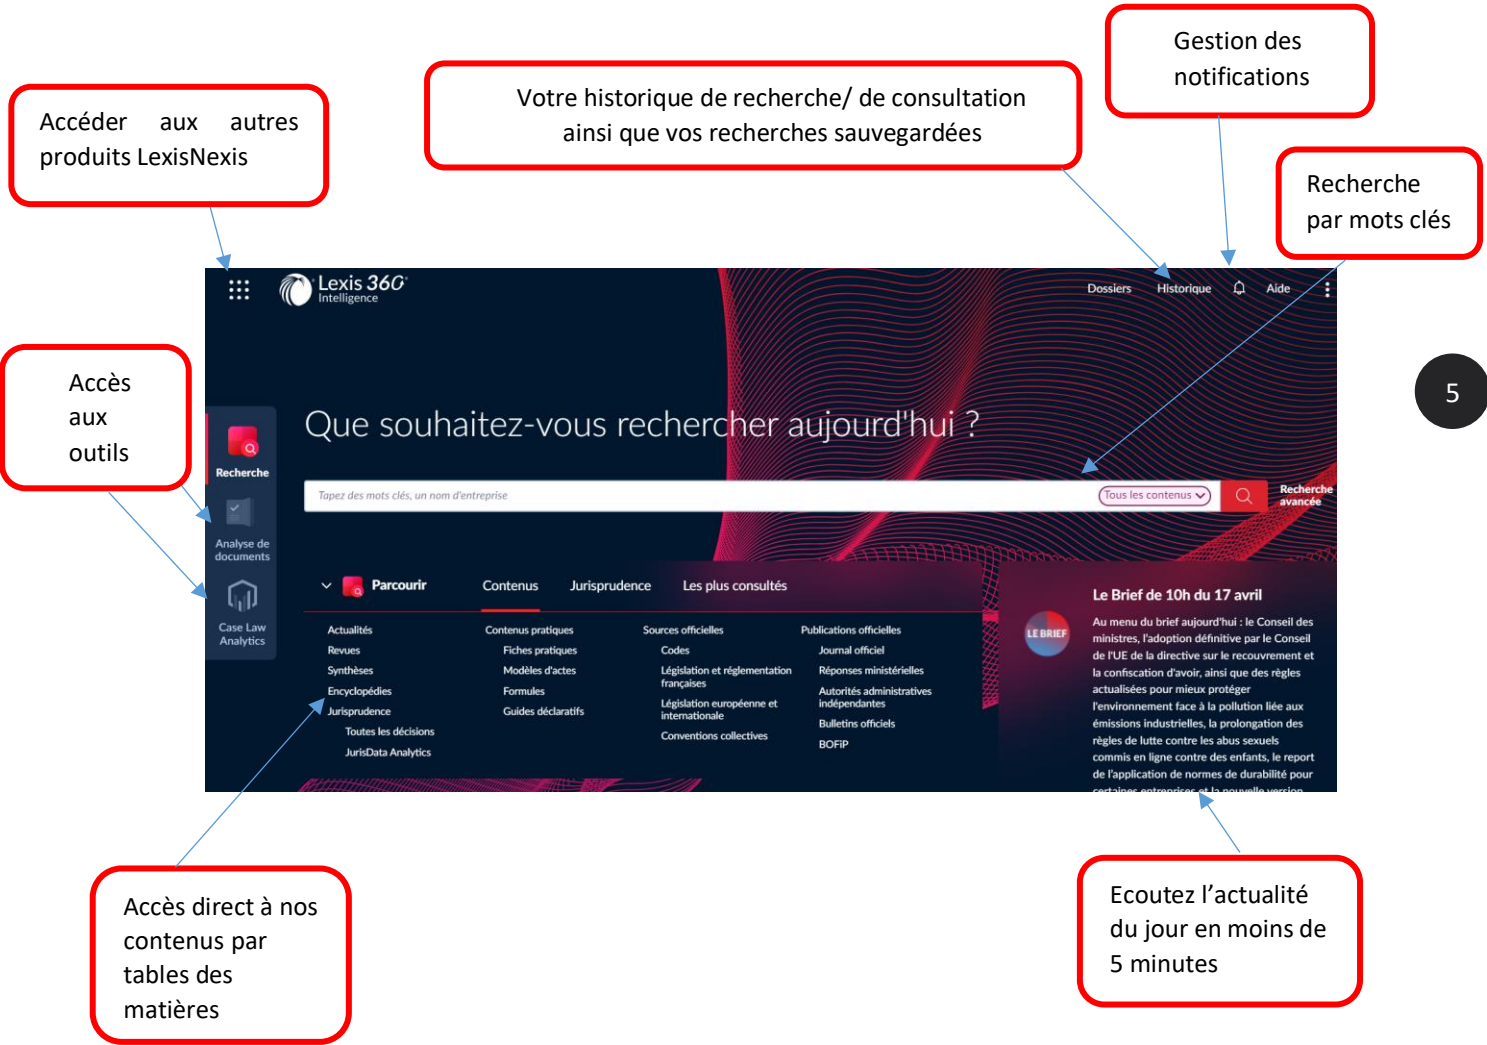 Gestion des
notifications
Votre historique de recherche/ de consultation
ainsi que vos recherches sauvegardées
Accéder aux autres
produits LexisNexis
Recherche
par mots clés
Lexis 360
Intelligence
Dossiers
Historique
Aide
Accès
aux
outils
5
Que souhaitez-vous rechercher aujourd'hui ?
Recherche
Analyse de
documents
Case Law
Analytics
Tapez des mots clés, un nom d'entreprise
Tous les contenus
Recherche
avancée
Parcourir
Contenus
Jurisprudence
Les plus consultés
Actualités
Revues
Synthèses
Encyclopédies
Jurisprudence
Toutes les décisions
JurisData Analytics
Contenus pratiques
Fiches pratiques
Modèles d'actes
Formules
Guides déclaratifs
Sources officielles
Codes
Législation et réglementation
françaises
Législation européenne et
internationale
Conventions collectives
Publications officielles
Journal officiel
Réponses ministérielles
Autorités administratives
indépendantes
Bulletins officiels
BOFiP
LE BRIEF
Le Brief de 10h du 17 avril
Au menu du brief aujourd'hui : le Conseil des
ministres, l'adoption définitive par le Conseil
de l'UE de la directive sur le recouvrement et
la confiscation d'avoir, ainsi que des règles
actualisées pour mieux protéger
l'environnement face à la pollution liée aux
émissions industrielles, la prolongation des
règles de lutte contre les abus sexuels
commis en ligne contre des enfants, le report
de l'application de normes de durabilité pour
certaines entreprises et la nouvelle version
Accès direct à nos
contenus par
tables des
matières
Ecoutez l'actualité
du jour en moins de
5 minutes